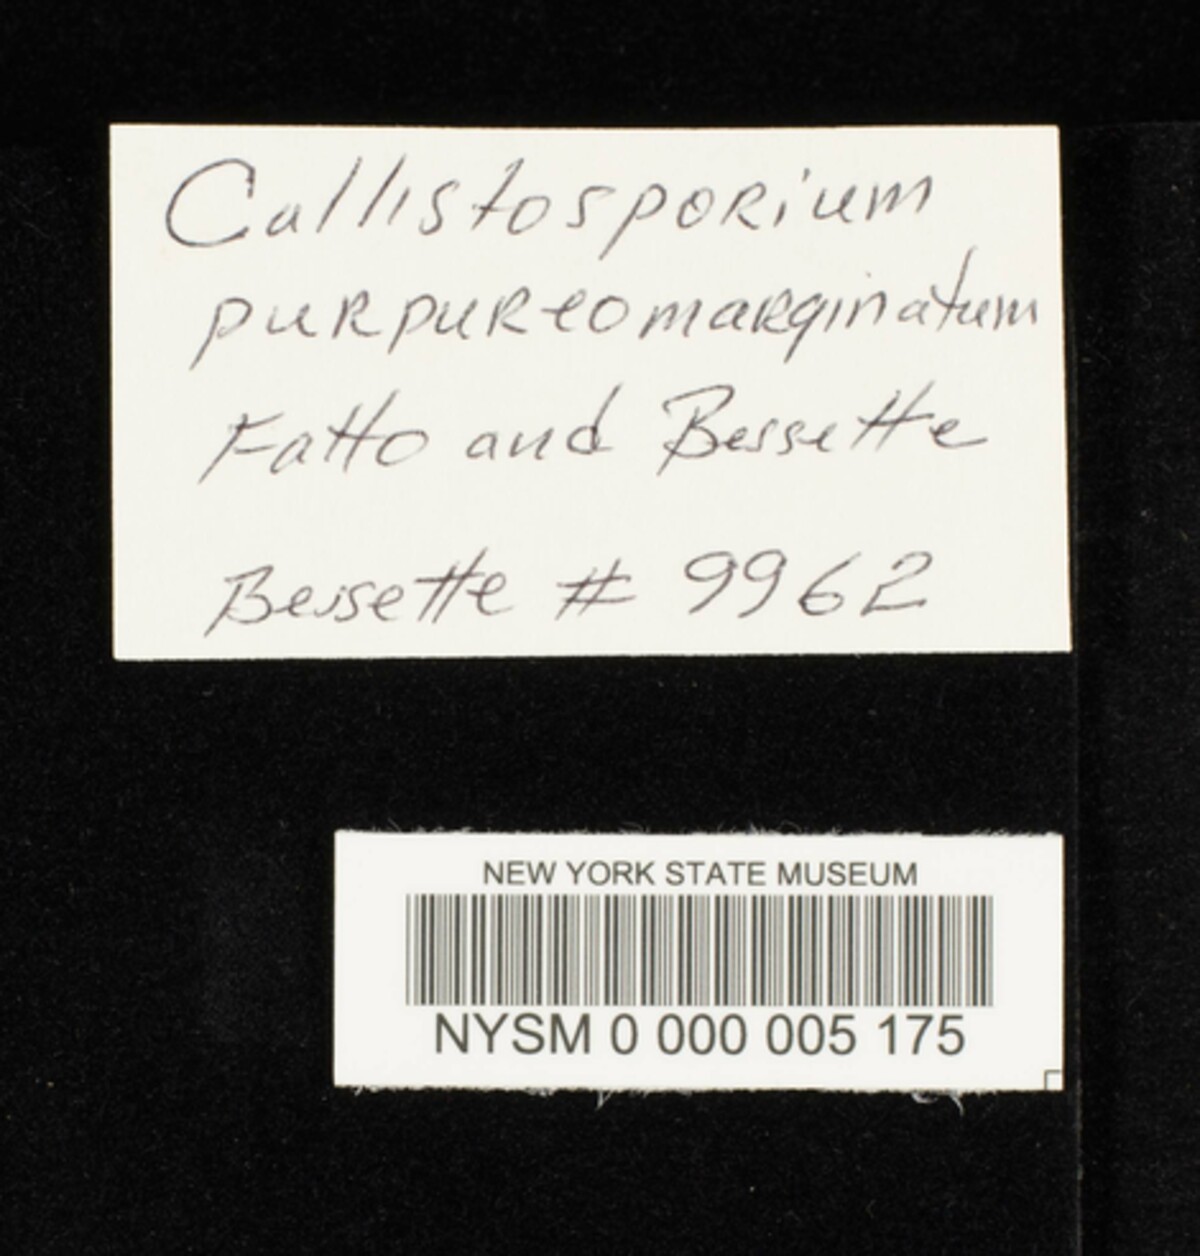 Callistosporium
purpureomarginatum
Fatto and Bessette
Bessette # 9962
NEW YORK STATE MUSEUM
NYSM 0 000 005 175